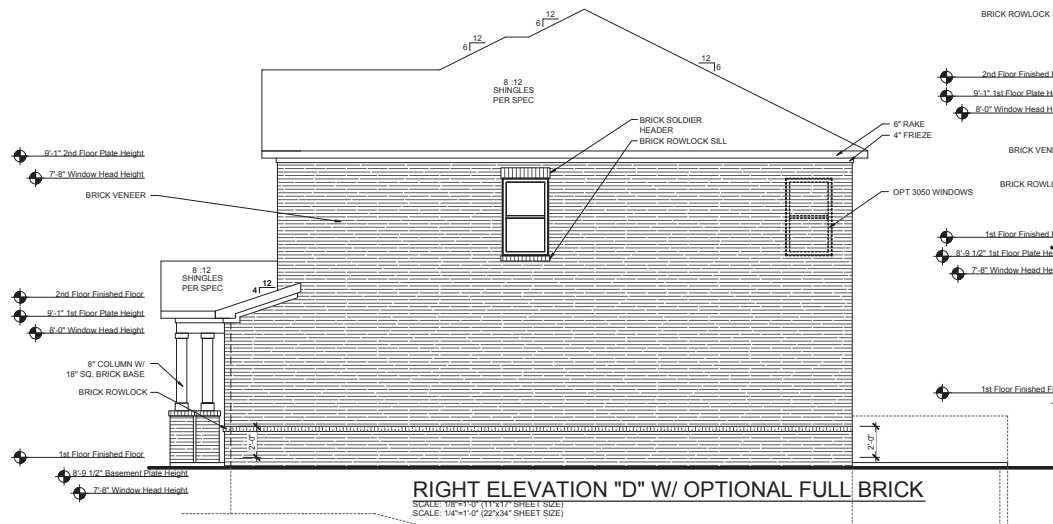 BRICK ROWLOCK
12
6
12
6
12
6
8 :12
SHINGLES
PER SPEC
2nd Floor Finished
9'-1" 1st Floor Plate
8'-0" Window Head
BRICK SOLDIER
HEADER
BRICK ROWLOCK SILL
6" RAKE
4" FRIEZE
9'-1" 2nd Floor Plate Height
7'-8" Window Head Height
BRICK VENEER
OPT 3050 WINDOWS
BRICK
8 :12
SHINGLES
PER SPEC
12
4
1st Floor Finished
8'-9 1/2" 1st Floor Plate
7'-8" Window Head
2nd Floor Finished Floor
9'-1" 1st Floor Plate Height
8'-0" Window Head Height
8" COLUMN W/
18" SQ. BRICK BASE
BRICK ROWLOCK
1st Floor Finished
2'-0"
2'-0"
1st Floor Finished Floor
8'-9 1/2" Basement Plate Height
7'-8" Window Head Height
RIGHT ELEVATION "D" W/ OPTIONAL FULL BRICK
SCALE: 1/8"=1'-0" (11"x17" SHEET SIZE)
SCALE: 1/4"=1'-0" (22"x34" SHEET SIZE)